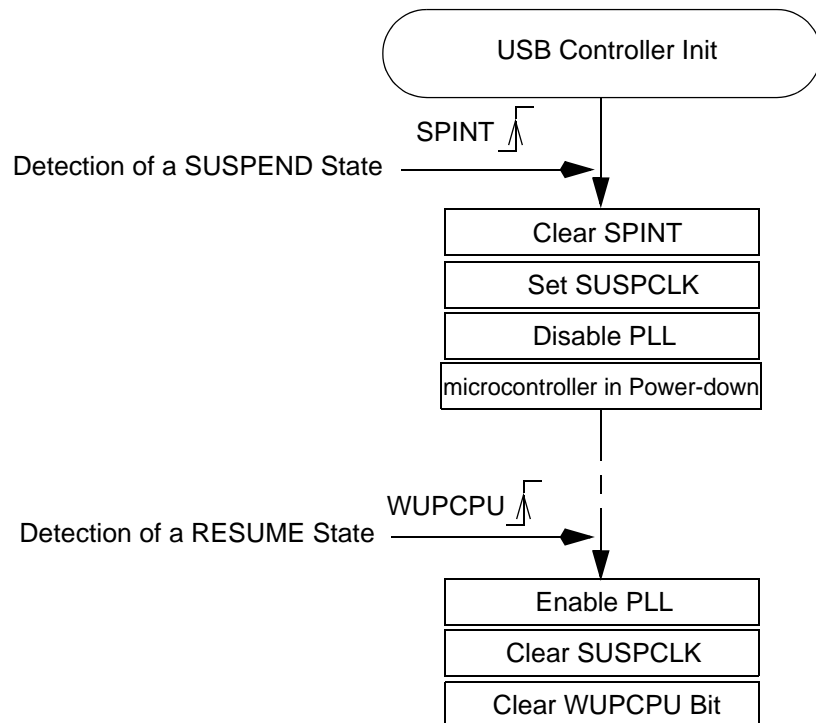 USB Controller Init
SPINT
Detection of a SUSPEND State
Clear SPINT
Set SUSPCLK
Disable PLL
microcontroller in Power-down
WUPCPU
Detection of a RESUME State
Enable PLL
Clear SUSPCLK
Clear WUPCPU Bit